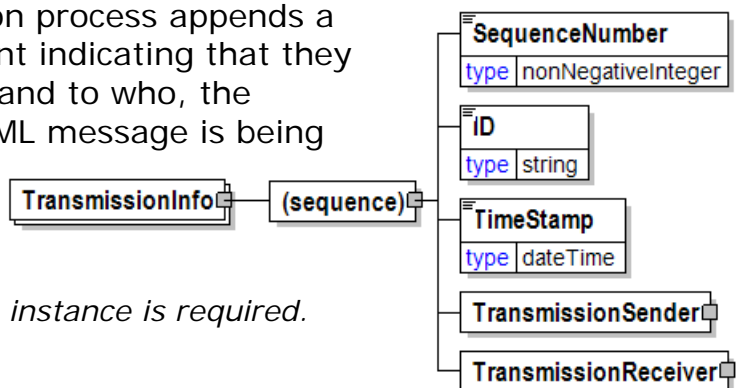 on process appends a
nt indicating that they
and to who, the
ML message is being
instance is required.
TransmissionInfo
(sequence)
SequenceNumber
type nonNegativeInteger
ID
type string
TimeStamp
type dateTime
TransmissionSender
TransmissionReceiver